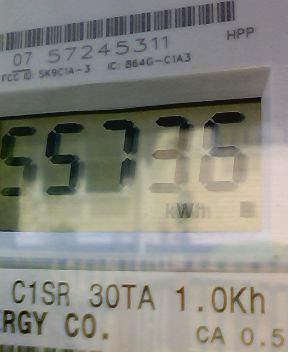 07 57245311
HPP
FCC ID: SK9C1A-3 IC: 864G-C1A3
55736
kWh
C1SR 30TA 1.0Kh
RGY CO.
CA 0.5